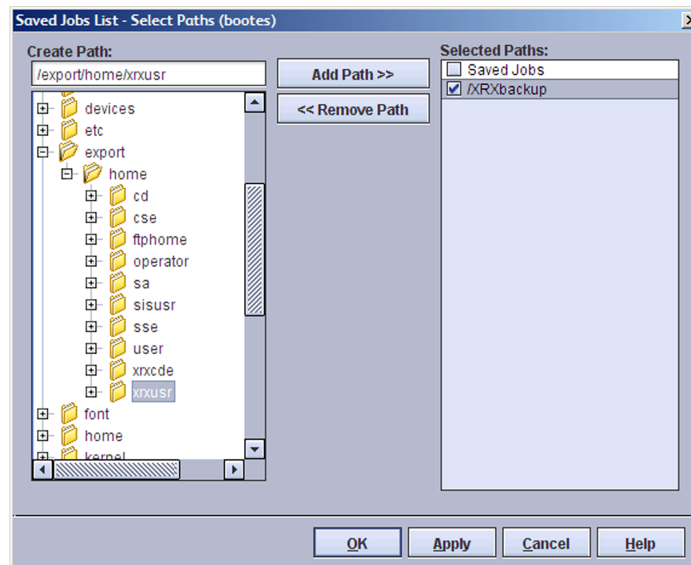 Saved Jobs List - Select Paths (bootes)
Create Path:
/export/home/xrxusr
devices
etc
export
home
cd
cse
ftphome
operator
sa
sisusr
sse
user
xrxcde
xrxusr
font
home
kernel
Add Path >>
<< Remove Path
Selected Paths:
Saved Jobs
/XRXbackup
OK
Apply
Cancel
Help